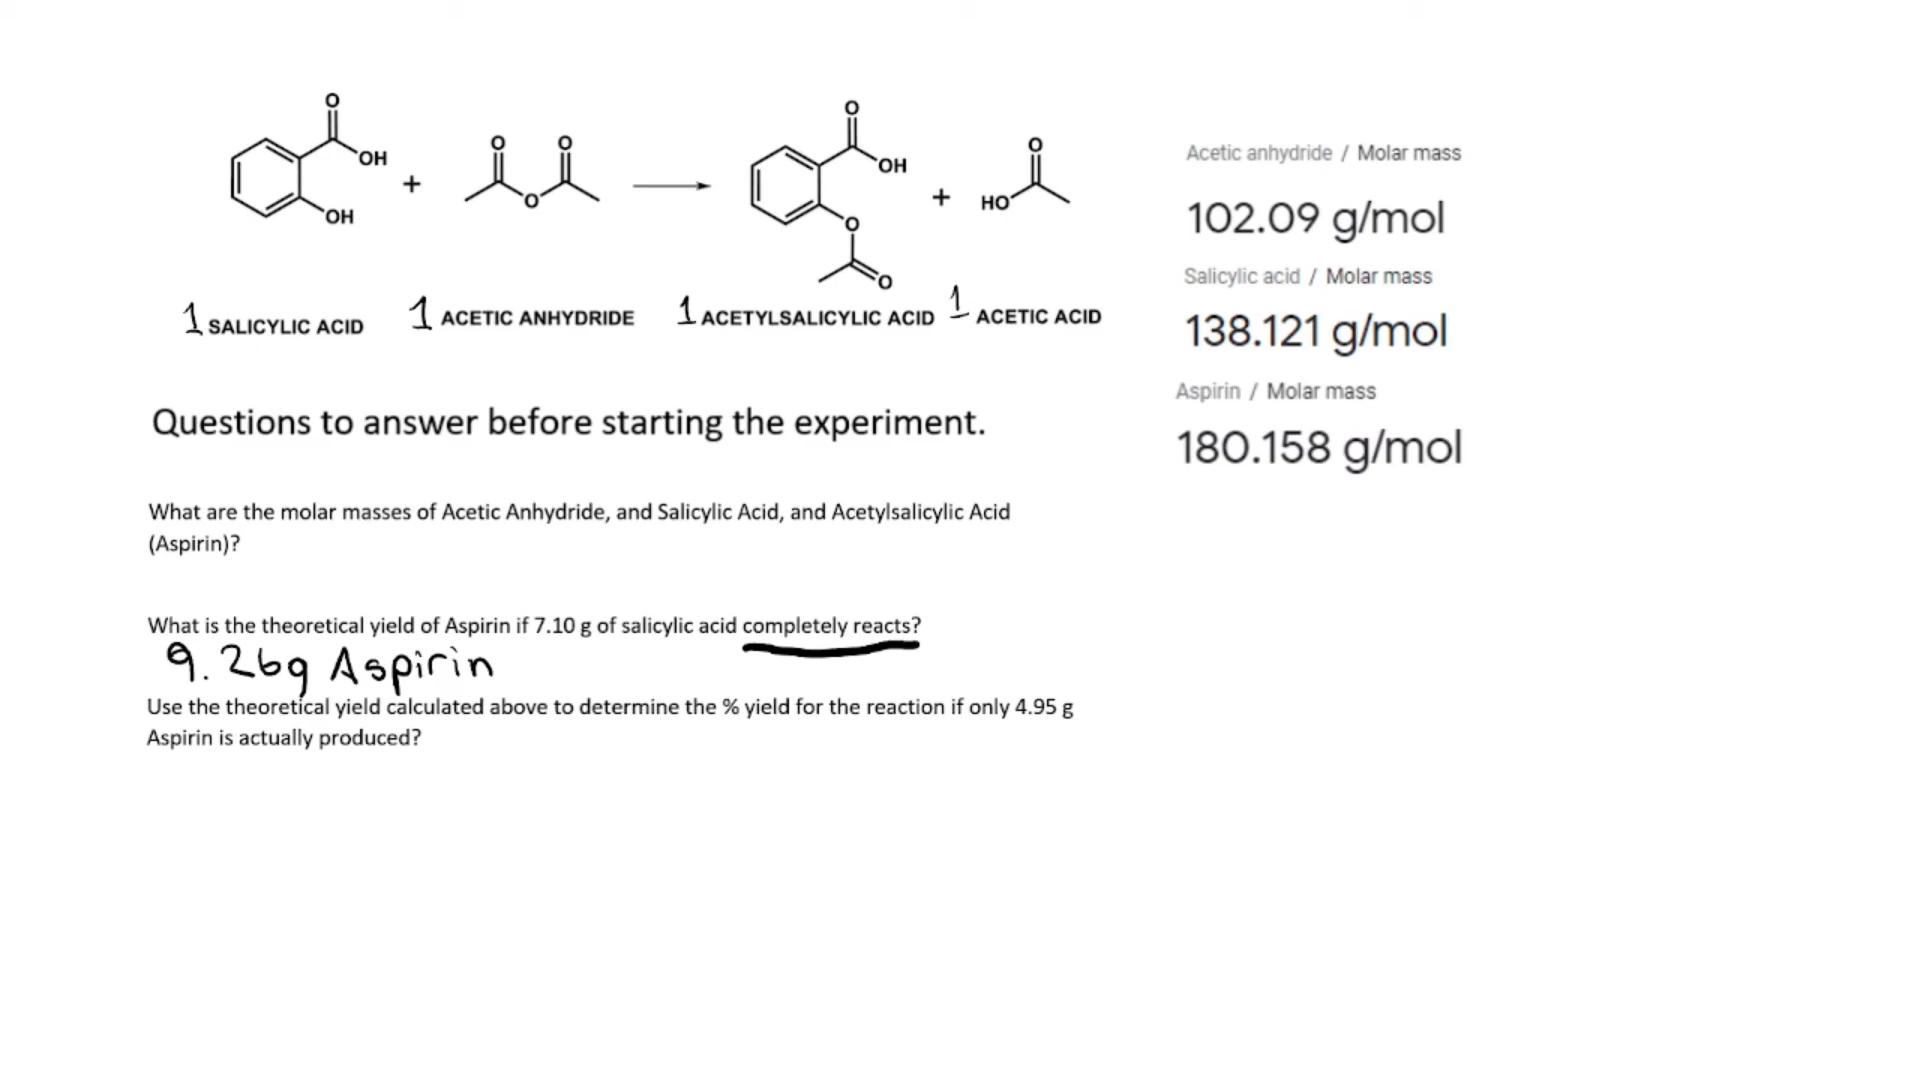 O
OH
OH
+
O O
O
O
OH
O
O
+
O
HO
1 SALICYLIC ACID 1 ACETIC ANHYDRIDE 1 ACETYLSALICYLIC ACID 1 ACETIC ACID
Acetic anhydride / Molar mass
102.09 g/mol
Salicylic acid / Molar mass
138.121 g/mol
Aspirin / Molar mass
180.158 g/mol
Questions to answer before starting the experiment.
What are the molar masses of Acetic Anhydride, and Salicylic Acid, and Acetylsalicylic Acid
(Aspirin)?
What is the theoretical yield of Aspirin if 7.10 g of salicylic acid completely reacts?
9.26g Aspirin
Use the theoretical yield calculated above to determine the % yield for the reaction if only 4.95 g
Aspirin is actually produced?